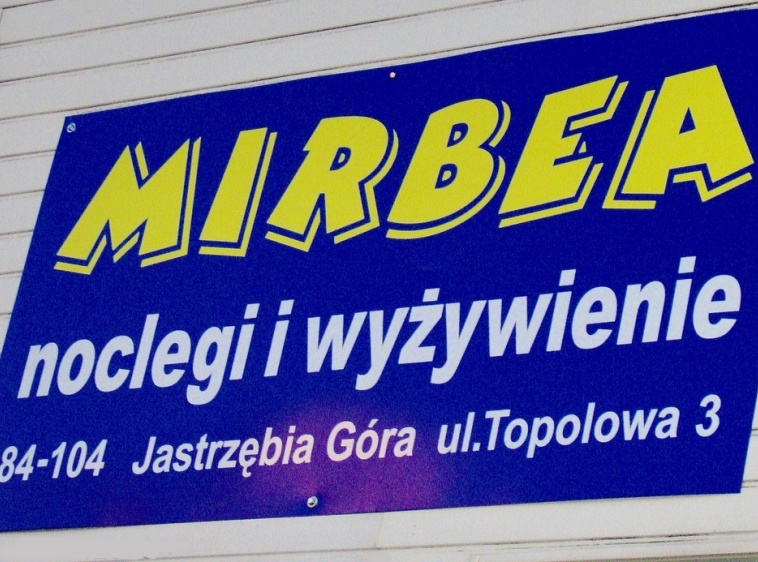 MIRBEA
noclegi i wyżywienie
84-104 Jastrzębia Góra ul.Topolowa 3